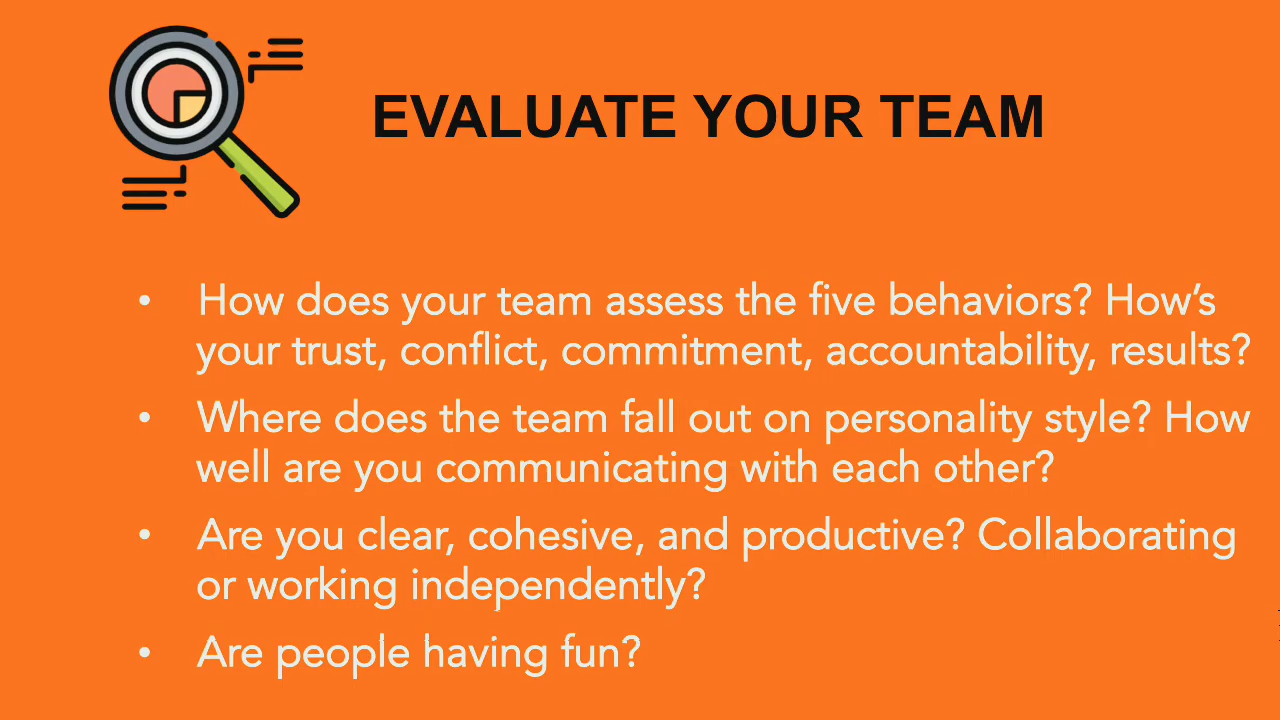 EVALUATE YOUR TEAM
• How does your team assess the five behaviors? How’s
your trust, conflict, commitment, accountability, results?
• Where does the team fall out on personality style? How
well are you communicating with each other?
• Are you clear, cohesive, and productive? Collaborating
or working independently?
• Are people having fun?